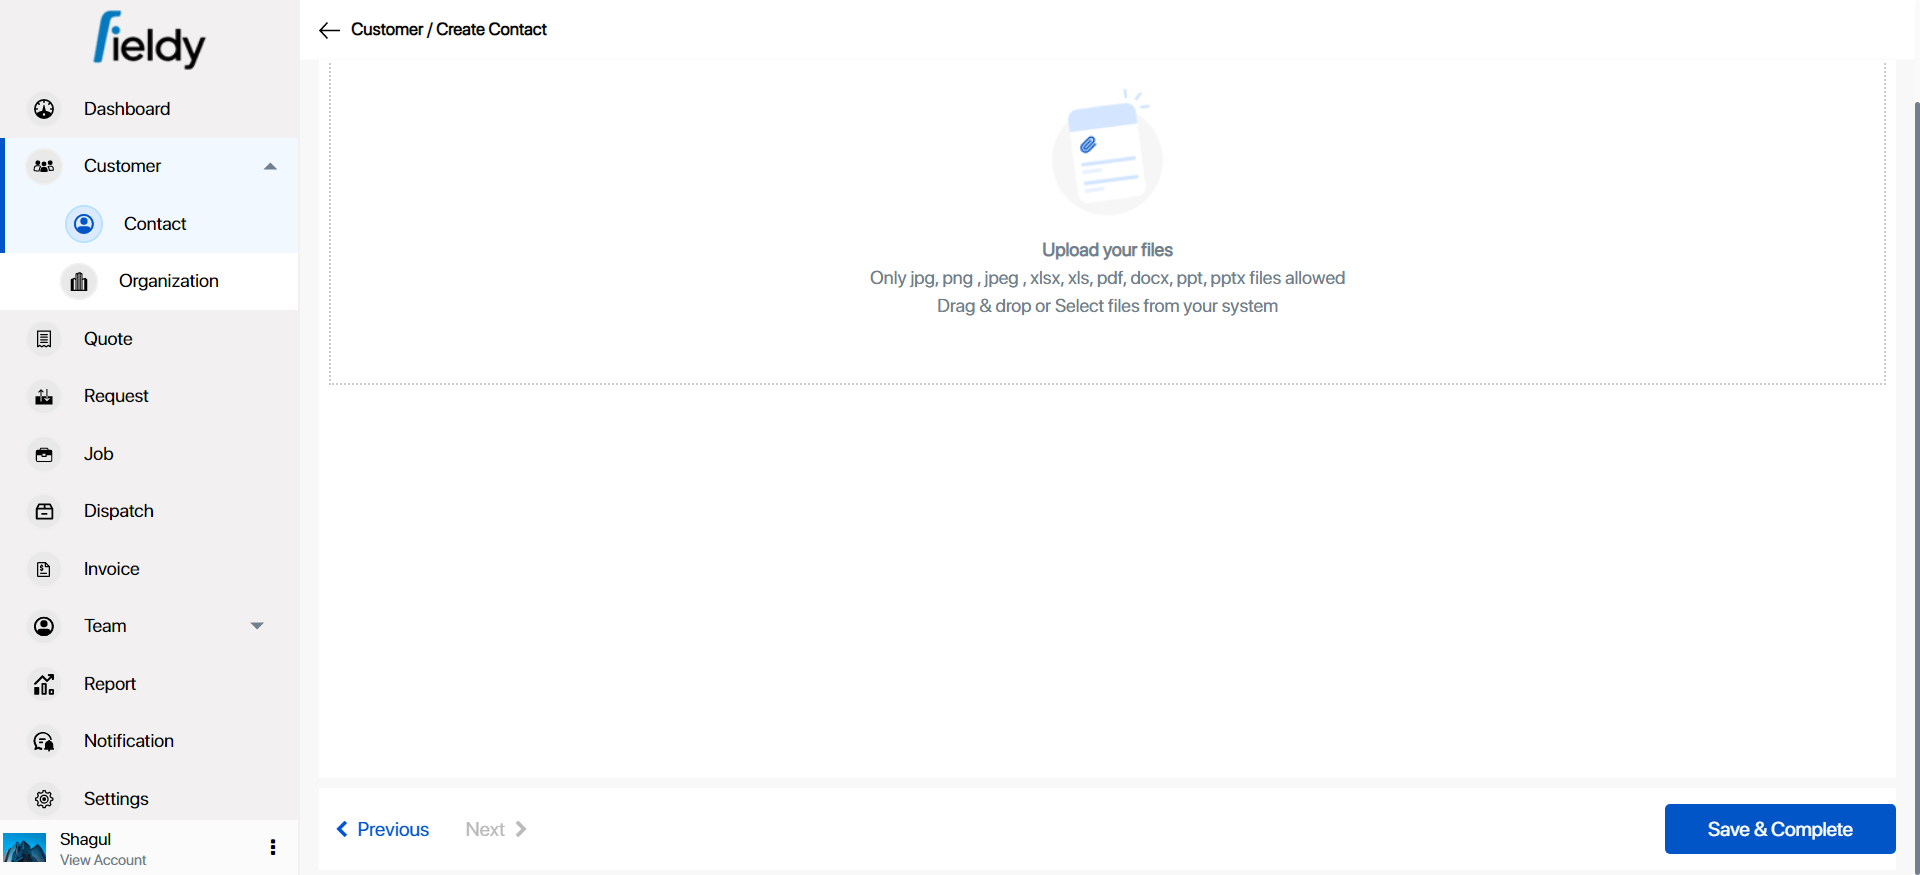 fieldy
Customer / Create Contact
Dashboard
Customer
Contact
Organization
Quote
Request
Job
Dispatch
Invoice
Team
Report
Notification
Settings
Shagul
View Account
Upload your files
Only jpg, png , jpeg , xlsx, xls, pdf, docx, ppt, pptx files allowed
Drag & drop or Select files from your system
Previous
Next
Save & Complete